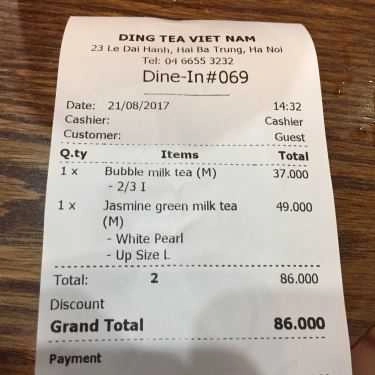 DING TEA VIET NAM
23 Le Dai Hanh, Hai Ba Trung, Ha Noi
Tel: 04 6655 3232
Dine-In#069
Date: 21/08/2017 14:32
Cashier: Cashier
Customer: Guest
Q.ty Items Total
1 x Bubble milk tea (M) 37.000
- 2/3 I
1 x Jasmine green milk tea 49.000
(M)
- White Pearl
- Up Size L
Total: 2 86.000
Discount
Grand Total 86.000
Payment